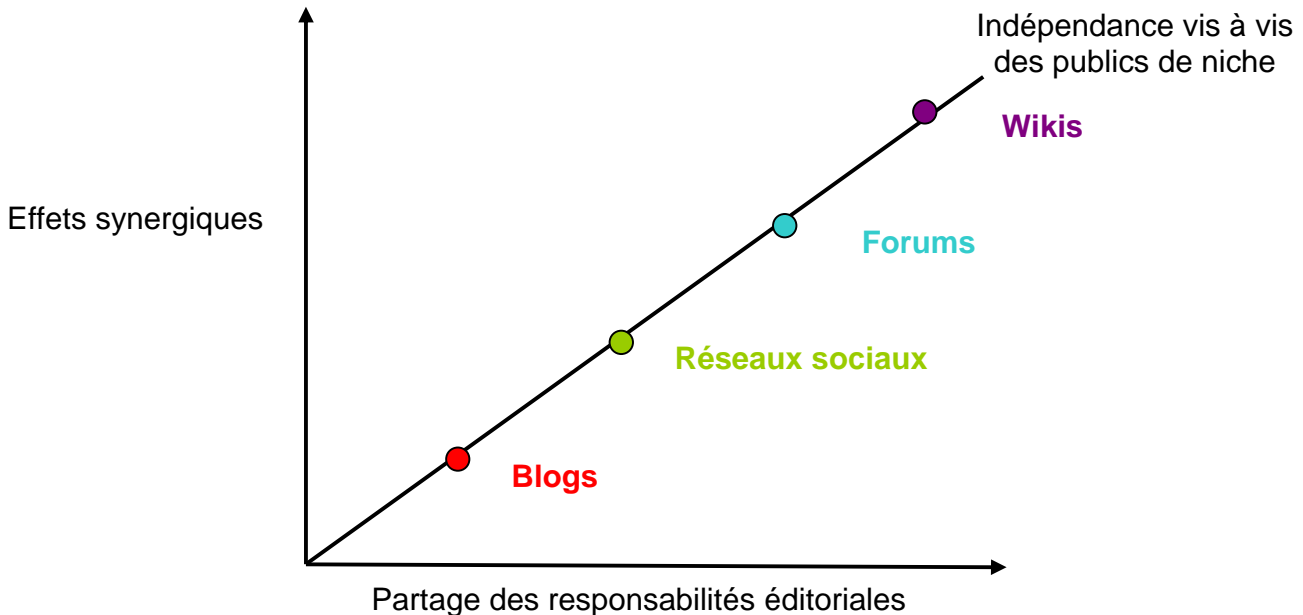 Indépendance vis à vis
des publics de niche
Wikis
Effets synergiques
Forums
Réseaux sociaux
Blogs
Partage des responsabilités éditoriales